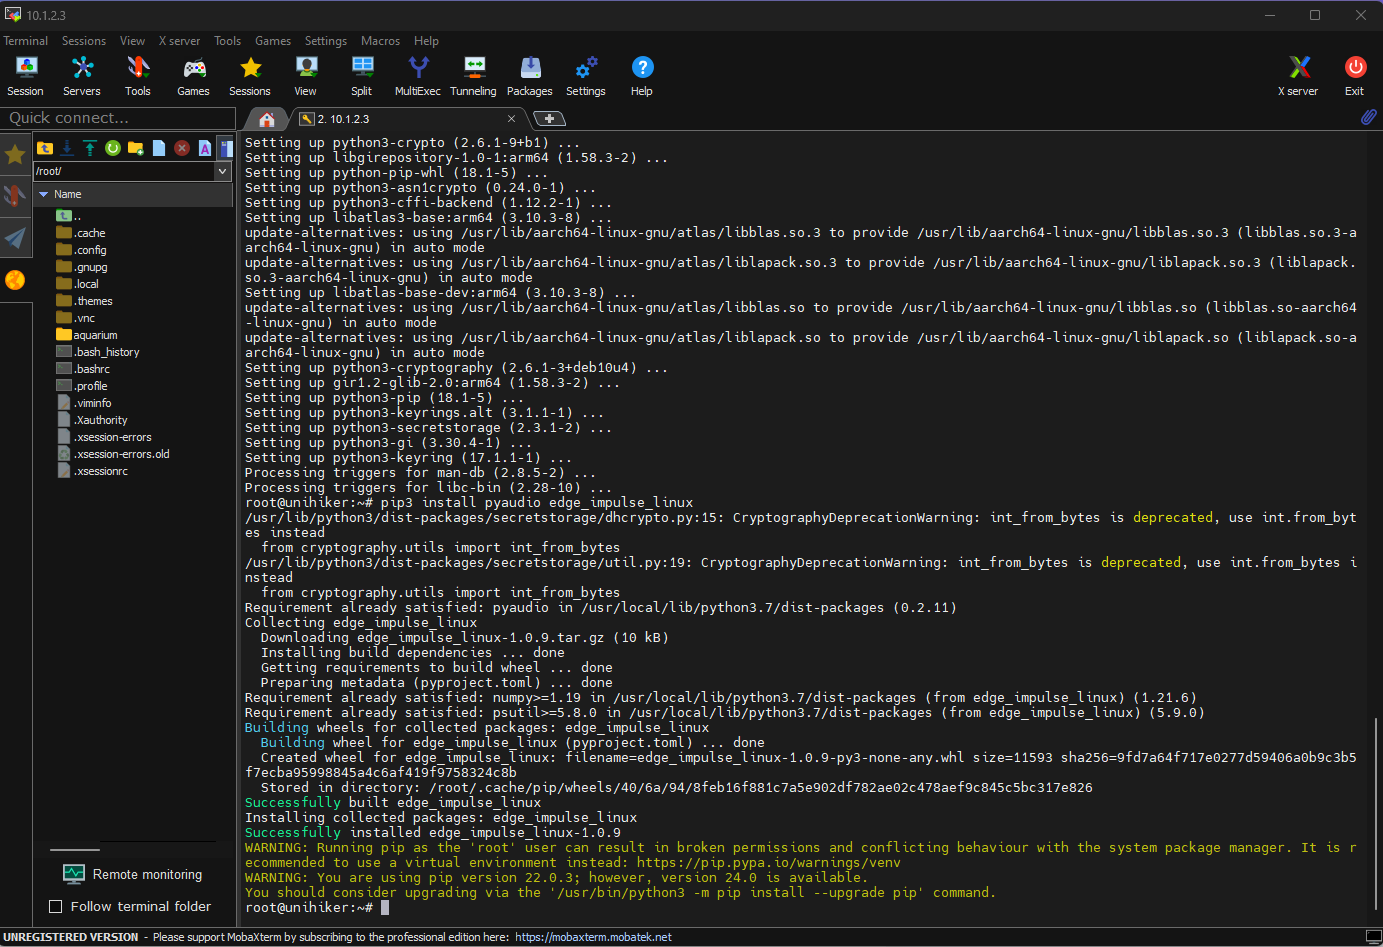 10.1.2.3
Terminal Sessions View X server Tools Games Settings Macros Help
Session Servers Tools Games Sessions View Split MultiExec Tunneling Packages Settings Help X server Exit
Quick connect...
2. 10.1.2.3
/root/
Name
..
.cache
.config
.gnupg
.local
.themes
.vnc
aquarium
.bash_history
.bashrc
.profile
.viminfo
.Xauthority
.xsession-errors
.xsession-errors.old
.xsessionrc
Remote monitoring
Follow terminal folder
Setting up python3-crypto (2.6.1-9+b1) ...
Setting up libgirepository-1.0-1:arm64 (1.58.3-2) ...
Setting up python-pip-whl (18.1-5) ...
Setting up python3-asn1crypto (0.24.0-1) ...
Setting up python3-cffi-backend (1.12.2-1) ...
Setting up libatlas3-base:arm64 (3.10.3-8) ...
update-alternatives: using /usr/lib/aarch64-linux-gnu/atlas/libblas.so.3 to provide /usr/lib/aarch64-linux-gnu/libblas.so.3 (libblas.so.3-a
arch64-linux-gnu) in auto mode
update-alternatives: using /usr/lib/aarch64-linux-gnu/atlas/liblapack.so.3 to provide /usr/lib/aarch64-linux-gnu/liblapack.so.3 (liblapack.
so.3-aarch64-linux-gnu) in auto mode
Setting up libatlas-base-dev:arm64 (3.10.3-8) ...
update-alternatives: using /usr/lib/aarch64-linux-gnu/atlas/libblas.so to provide /usr/lib/aarch64-linux-gnu/libblas.so (libblas.so-aarch64
-linux-gnu) in auto mode
update-alternatives: using /usr/lib/aarch64-linux-gnu/atlas/liblapack.so to provide /usr/lib/aarch64-linux-gnu/liblapack.so (liblapack.so-a
arch64-linux-gnu) in auto mode
Setting up python3-cryptography (2.6.1-3+deb10u4) ...
Setting up gir1.2-glib-2.0:arm64 (1.58.3-2) ...
Setting up python3-pip (18.1-5) ...
Setting up python3-keyrings.alt (3.1.1-1) ...
Setting up python3-secretstorage (2.3.1-2) ...
Setting up python3-gi (3.30.4-1) ...
Setting up python3-keyring (17.1.1-1) ...
Processing triggers for man-db (2.8.5-2) ...
Processing triggers for libc-bin (2.28-10) ...
root@unihiker:~# pip3 install pyaudio edge_impulse_linux
/usr/lib/python3/dist-packages/secretstorage/dhcrypto.py:15: CryptographyDeprecationWarning: int_from_bytes is deprecated, use int.from_byt
es instead
from cryptography.utils import int_from_bytes
/usr/lib/python3/dist-packages/secretstorage/util.py:19: CryptographyDeprecationWarning: int_from_bytes is deprecated, use int.from_bytes i
nstead
from cryptography.utils import int_from_bytes
Requirement already satisfied: pyaudio in /usr/local/lib/python3.7/dist-packages (0.2.11)
Collecting edge_impulse_linux
Downloading edge_impulse_linux-1.0.9.tar.gz (10 kB)
Installing build dependencies ... done
Getting requirements to build wheel ... done
Preparing metadata (pyproject.toml) ... done
Requirement already satisfied: numpy>=1.19 in /usr/local/lib/python3.7/dist-packages (from edge_impulse_linux) (1.21.6)
Requirement already satisfied: psutil>=5.8.0 in /usr/local/lib/python3.7/dist-packages (from edge_impulse_linux) (5.9.0)
Building wheels for collected packages: edge_impulse_linux
Building wheel for edge_impulse_linux (pyproject.toml) ... done
Created wheel for edge_impulse_linux: filename=edge_impulse_linux-1.0.9-py3-none-any.whl size=11593 sha256=9fd7a64f717e0277d59406a0b9c3b5
f7ecba95998845a4c6af419f9758324c8b
Stored in directory: /root/.cache/pip/wheels/40/6a/94/8feb16f881c7a5e902df782ae02c478aef9c845c5bc317e826
Successfully built edge_impulse_linux
Installing collected packages: edge_impulse_linux
Successfully installed edge_impulse_linux-1.0.9
WARNING: Running pip as the 'root' user can result in broken permissions and conflicting behaviour with the system package manager. It is r
ecommended to use a virtual environment instead: https://pip.pypa.io/warnings/venv
WARNING: You are using pip version 22.0.3; however, version 24.0 is available.
You should consider upgrading via the '/usr/bin/python3 -m pip install --upgrade pip' command.
root@unihiker:~#
UNREGISTERED VERSION - Please support MobaXterm by subscribing to the professional edition here: https://mobaxterm.mobatek.net